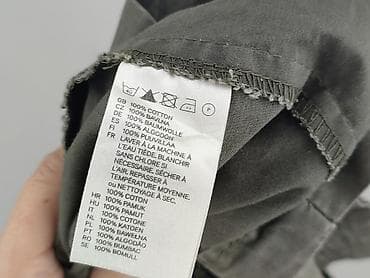 GB 100% COTTON
CZ 100% BAVLNA
DE 100% BAUMWOLLE
ES 100% ALGODÓN
FI 100% PUUVILLAA
FR LAVER À LA MACHINE À
L'EAU TIÈDE. BLANCHIR
SANS CHLORE SI
NÉCESSAIRE. SÉCHER À
L'AIR. REPASSER À
TEMPÉRATURE MOYENNE.
OU NETTOYAGE À SEC.
100% COTON
HR 100% PAMUK
HU 100% PAMUT
IT 100% COTONE
NL 100% KATOEN
PL 100% BAWEŁNA
PT 100% ALGODÃO
RO 100% BUMBAC
SE 100% BOMULL